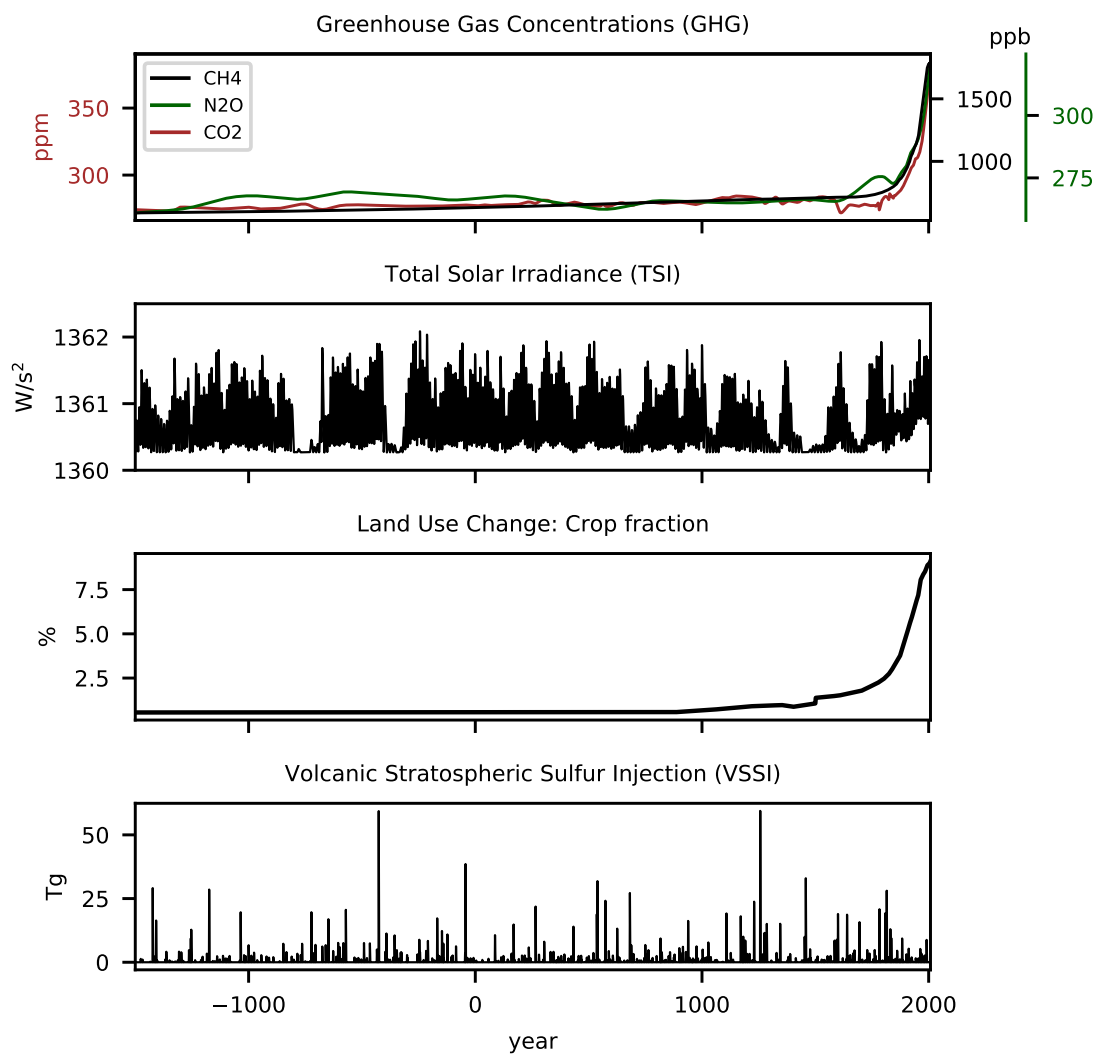 Greenhouse Gas Concentrations (GHG)
ppb
CH4
N2O
CO2
ppm
350
300
1500
1000
300
275
Total Solar Irradiance (TSI)
W/s²
1362
1361
1360
Land Use Change: Crop fraction
%
7.5
5.0
2.5
Volcanic Stratospheric Sulfur Injection (VSSI)
Tg
50
25
0
−1000 0 1000 2000
year